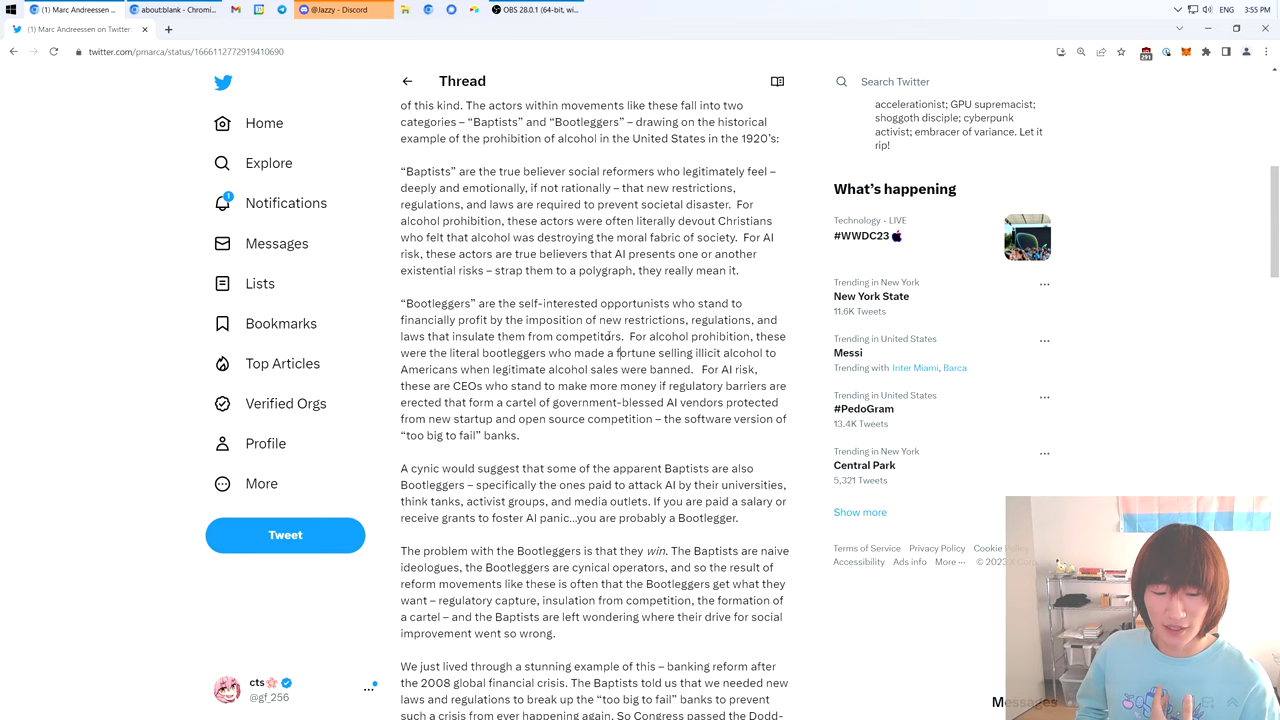 (1) Marc Andreessen ...
about:blank - Chromi...
@Jazzy - Discord
OBS 28.0.1 (64-bit, wi...
ENG
3:55 PM
(1) Marc Andreessen on Twitter:
twitter.com/pmarca/status/1666112772919410690
291
Home
Explore
1
Notifications
Messages
Lists
Bookmarks
Top Articles
Verified Orgs
Profile
More
Tweet
cts🌸
@gf_256
Thread
of this kind. The actors within movements like these fall into two
categories – “Baptists” and “Bootleggers” – drawing on the historical
example of the prohibition of alcohol in the United States in the 1920’s:
“Baptists” are the true believer social reformers who legitimately feel –
deeply and emotionally, if not rationally – that new restrictions,
regulations, and laws are required to prevent societal disaster.  For
alcohol prohibition, these actors were often literally devout Christians
who felt that alcohol was destroying the moral fabric of society.  For AI
risk, these actors are true believers that AI presents one or another
existential risks – strap them to a polygraph, they really mean it.
“Bootleggers” are the self-interested opportunists who stand to
financially profit by the imposition of new restrictions, regulations, and
laws that insulate them from competitors.  For alcohol prohibition, these
were the literal bootleggers who made a fortune selling illicit alcohol to
Americans when legitimate alcohol sales were banned.   For AI risk,
these are CEOs who stand to make more money if regulatory barriers are
erected that form a cartel of government-blessed AI vendors protected
from new startup and open source competition – the software version of
“too big to fail” banks.
A cynic would suggest that some of the apparent Baptists are also
Bootleggers – specifically the ones paid to attack AI by their universities,
think tanks, activist groups, and media outlets. If you are paid a salary or
receive grants to foster AI panic...you are probably a Bootlegger.
The problem with the Bootleggers is that they win. The Baptists are naive
ideologues, the Bootleggers are cynical operators, and so the result of
reform movements like these is often that the Bootleggers get what they
want – regulatory capture, insulation from competition, the formation of
a cartel – and the Baptists are left wondering where their drive for social
improvement went so wrong.
We just lived through a stunning example of this – banking reform after
the 2008 global financial crisis. The Baptists told us that we needed new
laws and regulations to break up the “too big to fail” banks to prevent
such a crisis from ever happening again. So Congress passed the Dodd-
Search Twitter
accelerationist; GPU supremacist;
shoggoth disciple; cyberpunk
activist; embracer of variance. Let it
rip!
What’s happening
Technology · LIVE
#WWDC23
Trending in New York
New York State
11.6K Tweets
Trending in United States
Messi
Trending with Inter Miami, Barca
Trending in United States
#PedoGram
13.4K Tweets
Trending in New York
Central Park
5,321 Tweets
Show more
Terms of Service Privacy Policy Cookie
Accessibility Ads info More ··· © 2023 X Corp.
Messages